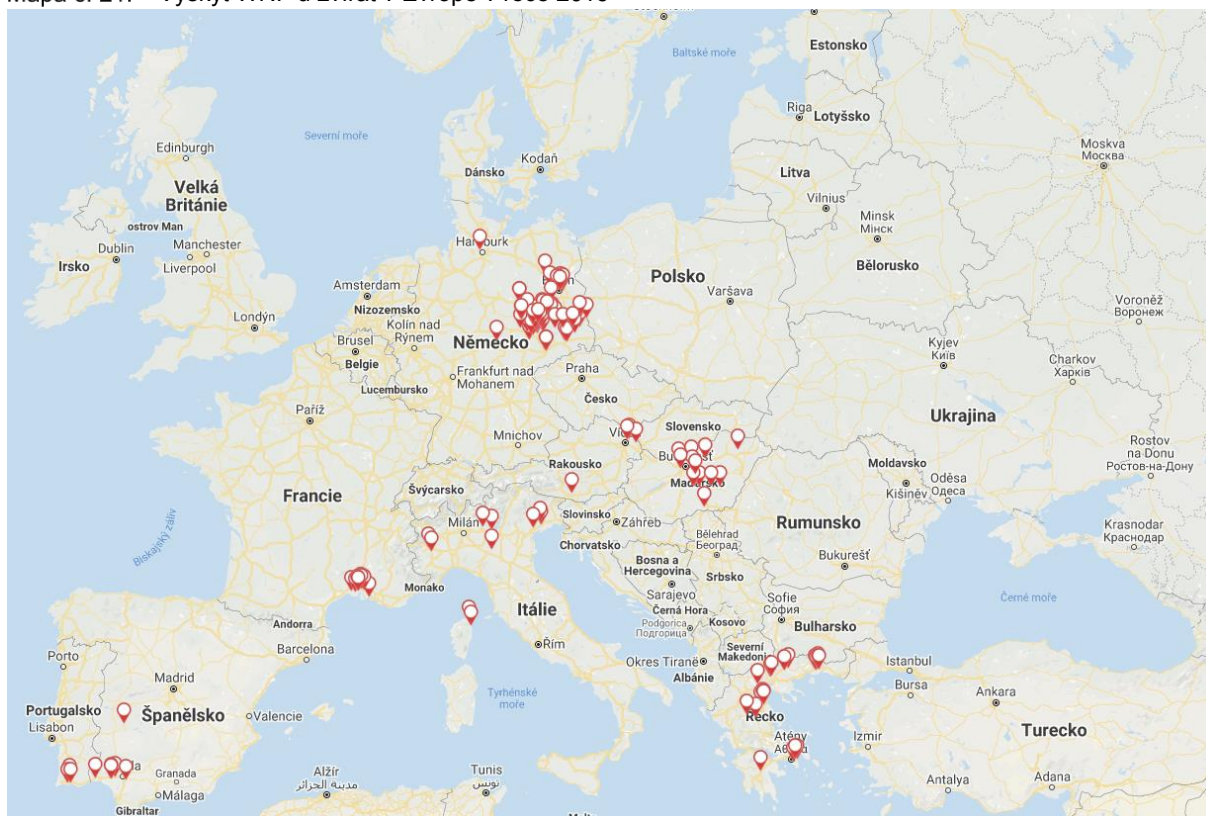 Estonsko
Baltské moře
Riga
Lotyšsko
Moskva
Москва
Severní moře
Edinburgh
Kodaň
Dánsko
Litva
Velká
Británie
Vilnius
Minsk
Мінск
ostrov Man
Dublin
Manchester
Irsko
Liverpool
Polsko
Bělorusko
Amsterdam
Varšava
Voroněž
Воронеж
Nizozemsko
Londýn
Kolín nad
Rýnem
Brusel
Německo
Kyjev
Київ
Belgie
Charkov
Харків
Frankfurt nad
Mohanem
Praha
Lucembursko
Česko
Paříž
Ukrajina
Slovensko
Mnichov
Rostov
na Donu
Ростов-на-Дону
Rakousko
Moldavsko
Maďarsko
Oděsa
Одеса
Kišiněv
Francie
Švýcarsko
Slovinsko
Záhřeb
Rumunsko
Milán
Krasnodar
Краснодар
Biskajský záliv
Chorvatsko
Bělehrad
Београд
Bukurešť
Bosna a
Hercegovina
Monako
Srbsko
Sarajevo
Sofie
София
Černé moře
Itálie
Andorra
Černá Hora
Kosovo
Podgorica
Подгорица
Bulharsko
Porto
Barcelona
Řím
Severní
Okres Tirané
Istanbul
Madrid
Albánie
Bursa
Ankara
Tyrhénské
moře
Portugalsko
Španělsko
Valencie
Lisabon
Řecko
Turecko
Atény
Izmir
Granada
Alžír
مدينة الجزائر
Tunis
تونس
Málaga
Antalya
Adana
Gibraltar